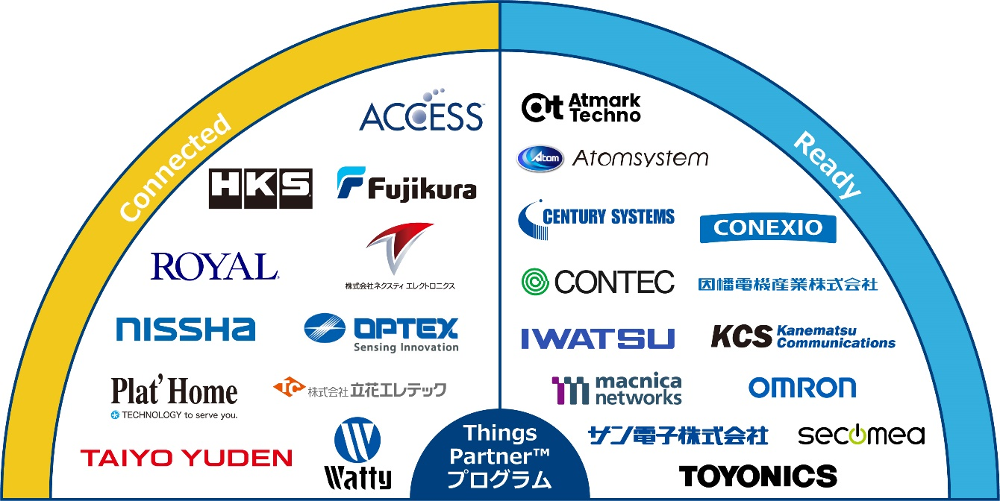 Connected
ACCESS™
HKS
Fujikura
ROYAL
株式会社ネクスティ エレクトロニクス
NISSHA
OPTEX
Sensing Innovation
Plat'Home
TECHNOLOGY to serve you.
TC 株式会社立花エレテック
TAIYO YUDEN
W
Watty
Ready
at Atmark
Techno
Atom Atomsystem
CENTURY SYSTEMS
CONEXIO
CONTEC
因幡電機産業株式会社
IWATSU
KCS Kanematsu
Communications
m macnica
networks
OMRON
サン電子株式会社
secomea
TOYONICS
Things
Partner™
プログラム